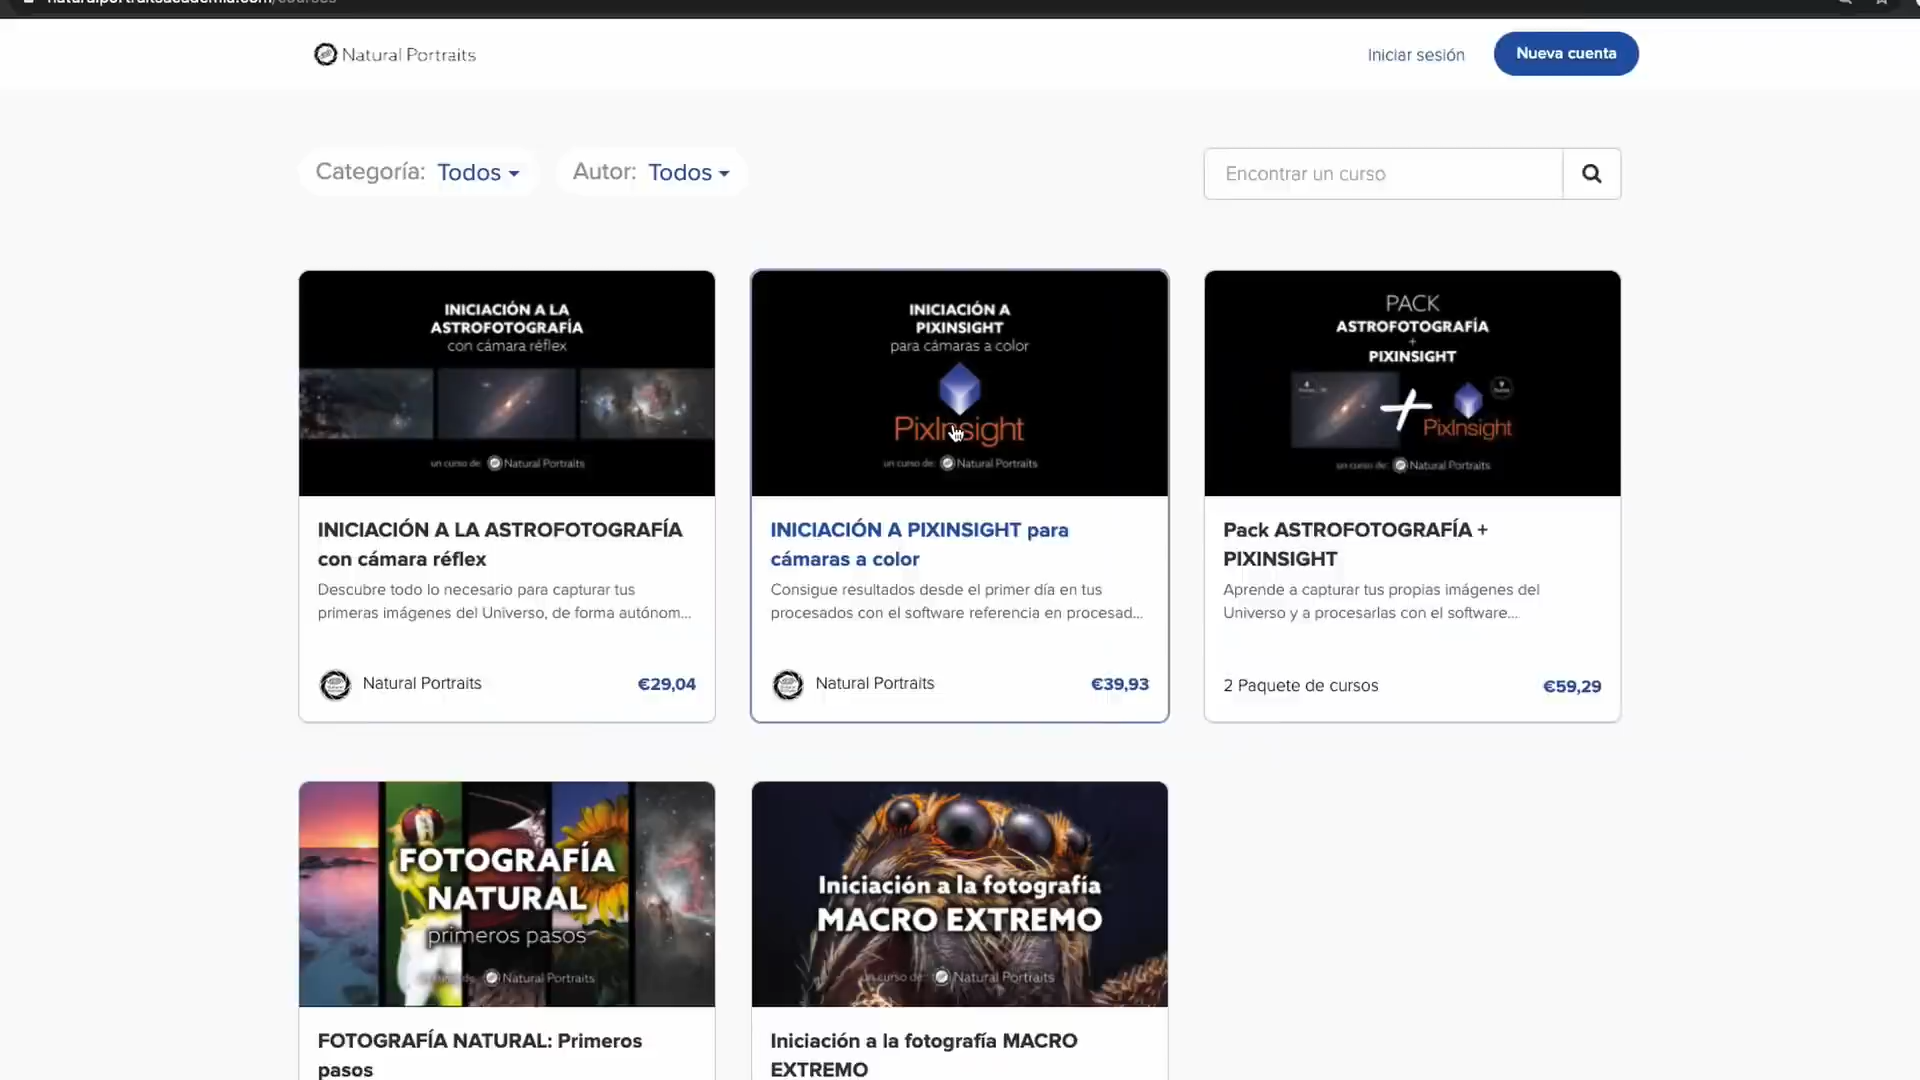 Natural Portraits
Iniciar sesión
Nueva cuenta
Categoría: Todos
Autor: Todos
Encontrar un curso
INICIACIÓN A LA
ASTROFOTOGRAFÍA
con cámara réflex
un curso de: Natural Portraits
INICIACIÓN A LA ASTROFOTOGRAFÍA
con cámara réflex
Descubre todo lo necesario para capturar tus
primeras imágenes del Universo, de forma autónom...
Natural Portraits
€29,04
INICIACIÓN A
PIXINSIGHT
para cámaras a color
PixInsight
un curso de: Natural Portraits
INICIACIÓN A PIXINSIGHT para
cámaras a color
Consigue resultados desde el primer día en tus
procesados con el software referencia en procesad...
Natural Portraits
€39,93
PACK
ASTROFOTOGRAFÍA
+
PIXINSIGHT
PixInsight
un curso de: Natural Portraits
Pack ASTROFOTOGRAFÍA +
PIXINSIGHT
Aprende a capturar tus propias imágenes del
Universo y a procesarlas con el software...
2 Paquete de cursos
€59,29
FOTOGRAFÍA
NATURAL
primeros pasos
Natural Portraits
FOTOGRAFÍA NATURAL: Primeros
pasos
Iniciación a la fotografía
MACRO EXTREMO
un curso de: Natural Portraits
Iniciación a la fotografía MACRO
EXTREMO